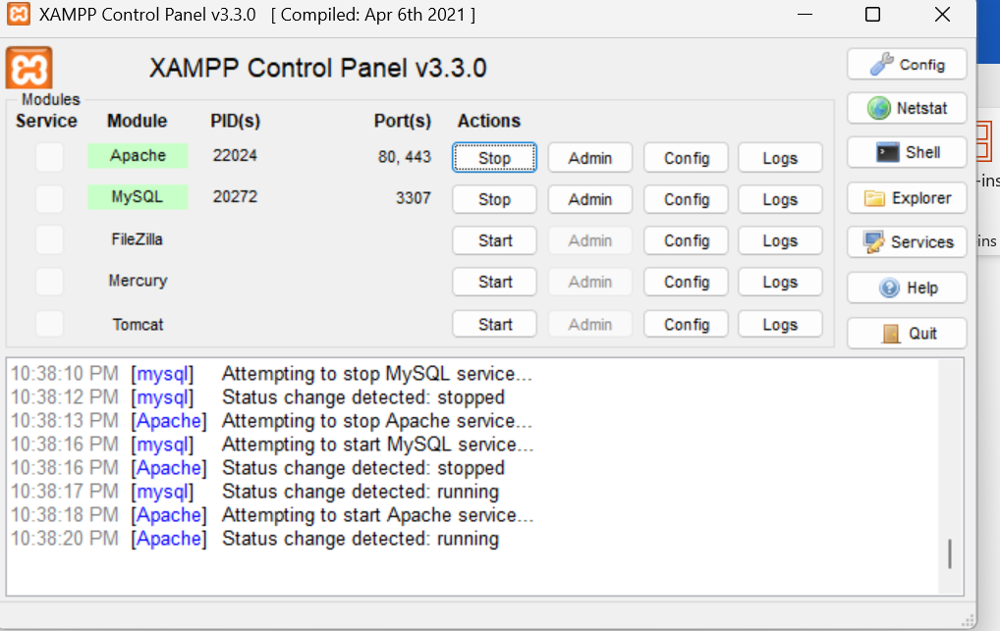 XAMPP Control Panel v3.3.0 [ Compiled: Apr 6th 2021 ]
XAMPP Control Panel v3.3.0
Config
Modules
Service Module PID(s) Port(s) Actions
Netstat
Apache 22024 80, 443 Stop Admin Config Logs
Shell
MySQL 20272 3307 Stop Admin Config Logs
Explorer
FileZilla Start Admin Config Logs
Services
Mercury Start Admin Config Logs
Help
Tomcat Start Admin Config Logs
Quit
-ins
ins
10:38:10 PM [mysql] Attempting to stop MySQL service...
10:38:12 PM [mysql] Status change detected: stopped
10:38:13 PM [Apache] Attempting to stop Apache service...
10:38:16 PM [mysql] Attempting to start MySQL service...
10:38:16 PM [Apache] Status change detected: stopped
10:38:17 PM [mysql] Status change detected: running
10:38:18 PM [Apache] Attempting to start Apache service...
10:38:20 PM [Apache] Status change detected: running